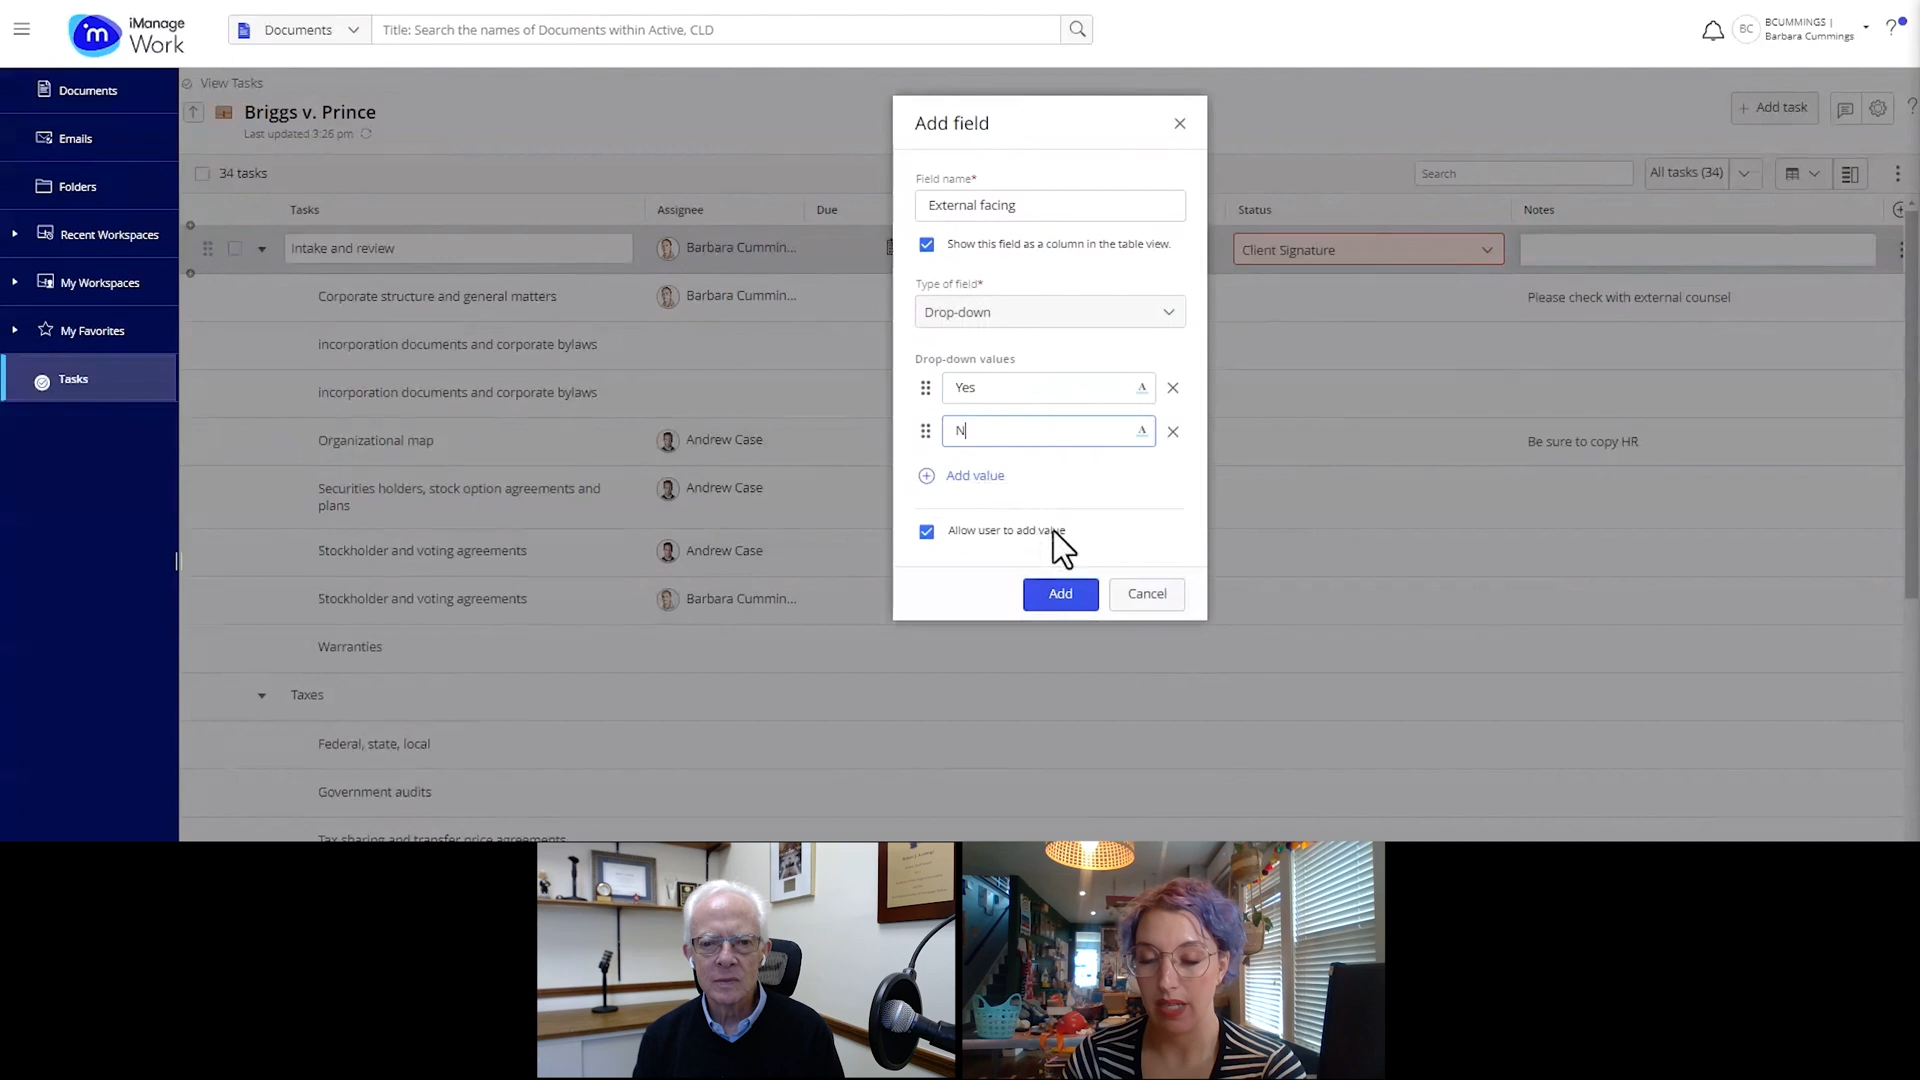 iManage
Work
Documents
Title: Search the names of Documents within Active, CLD
BC
BCUMMINGS |
Barbara Cummings
?
Documents
Emails
Folders
Recent Workspaces
My Workspaces
My Favorites
Tasks
View Tasks
Briggs v. Prince
Last updated 3:26 pm
+ Add task
?
34 tasks
Search
All tasks (34)
Tasks
Assignee
Due
Status
Notes
Intake and review
Barbara Cummin...
Client Signature
Corporate structure and general matters
Barbara Cummin...
Please check with external counsel
incorporation documents and corporate bylaws
incorporation documents and corporate bylaws
Organizational map
Andrew Case
Be sure to copy HR
Securities holders, stock option agreements and
plans
Andrew Case
Stockholder and voting agreements
Andrew Case
Stockholder and voting agreements
Barbara Cummin...
Warranties
Taxes
Federal, state, local
Government audits
Tax sharing and transfer price agreements
Add field
Field name*
External facing
Show this field as a column in the table view.
Type of field*
Drop-down
Drop-down values
Yes
A
N
A
Add value
Allow user to add value
Add
Cancel